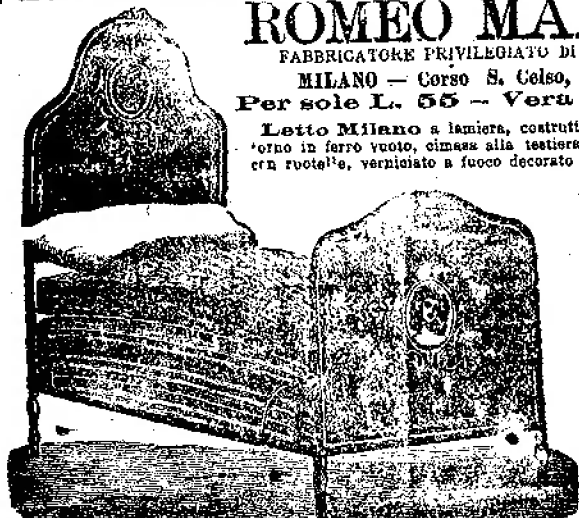 ROMEO MA
FABBRICATORE PRIVILEGIATO DI
MILANO — Corso S. Celso,
Per sole L. 55 — Vera
Letto Milano a lamiera, costrutt
torno in ferro vuoto, cimasa alla testiera
con ruotelle, verniciato a fuoco decorato